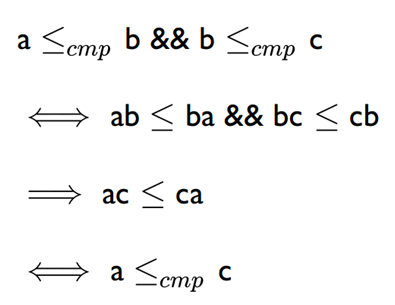 a ≤cmp b && b ≤cmp c
⟺ ab ≤ ba && bc ≤ cb
⟹ ac ≤ ca
⟺ a ≤cmp c